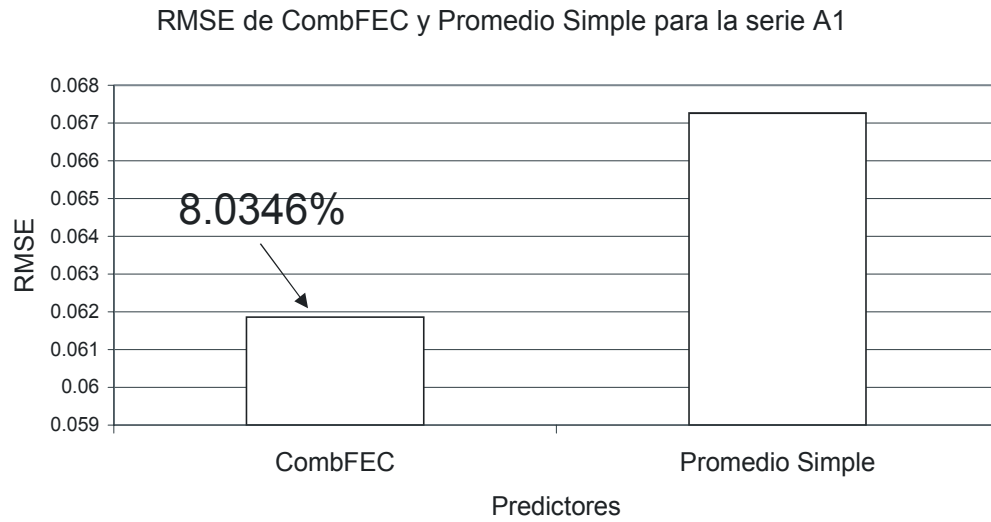 RMSE de CombFEC y Promedio Simple para la serie A1
RMSE
0.068
0.067
0.066
0.065
0.064
0.063
0.062
0.061
0.06
0.059
8.0346%
CombFEC
Promedio Simple
Predictores